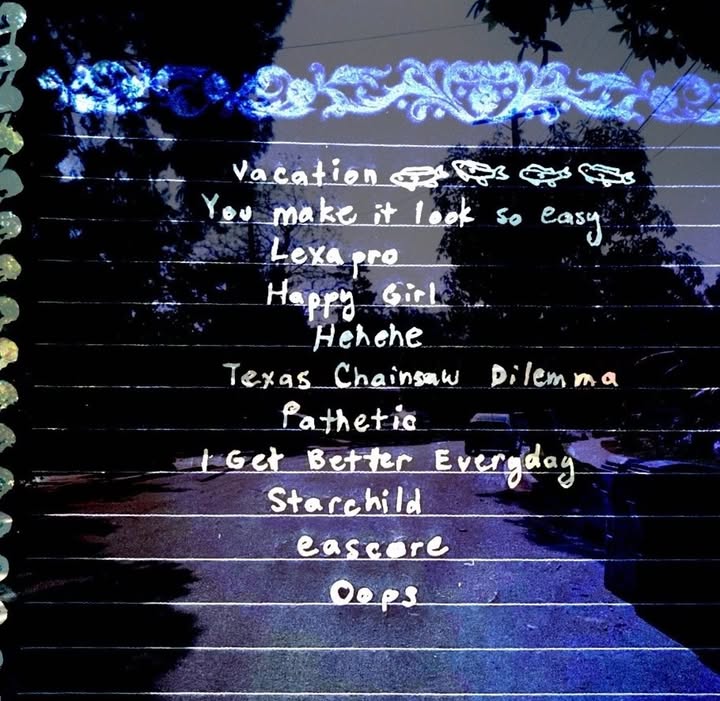 Vacation
You make it look so easy
Lexapro
Happy Girl
Hehehe
Texas Chainsaw Dilemma
Pathetic
I Get Better Everyday
Starchild
eascore
Oops